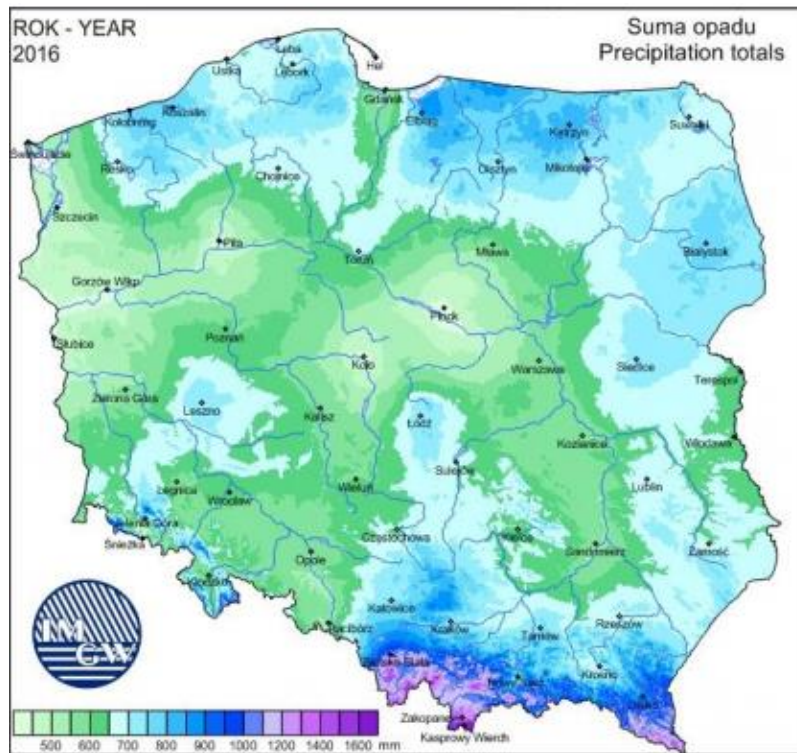 ROK - YEAR
2016
Suma opadu
Precipitation totals
Łeba
Ustka
Lębork
Hel
Gdańsk
Kołobrzeg
Koszalin
Elbląg
Kętrzyn
Suwałki
Świnoujście
Resko
Chojnice
Olsztyn
Mikołajki
Szczecin
Piła
Toruń
Mława
Białystok
Gorzów Wlkp
Płock
Słubice
Poznań
Koło
Warszawa
Siedlce
Terespol
Zielona Góra
Leszno
Kalisz
Łódź
Kozienice
Włodawa
Sulejów
Legnica
Wrocław
Wieluń
Lublin
Jelenia Góra
Śnieżka
Częstochowa
Kielce
Sandomierz
Zamość
Opole
Kłodzko
Katowice
Racibórz
Kraków
Tarnów
Rzeszów
Bielsko Biała
Krosno
Lesko
Zakopane
Kasprowy Wierch
IM
GW
500 600 700 800 900 1000 1200 1400 1600 mm